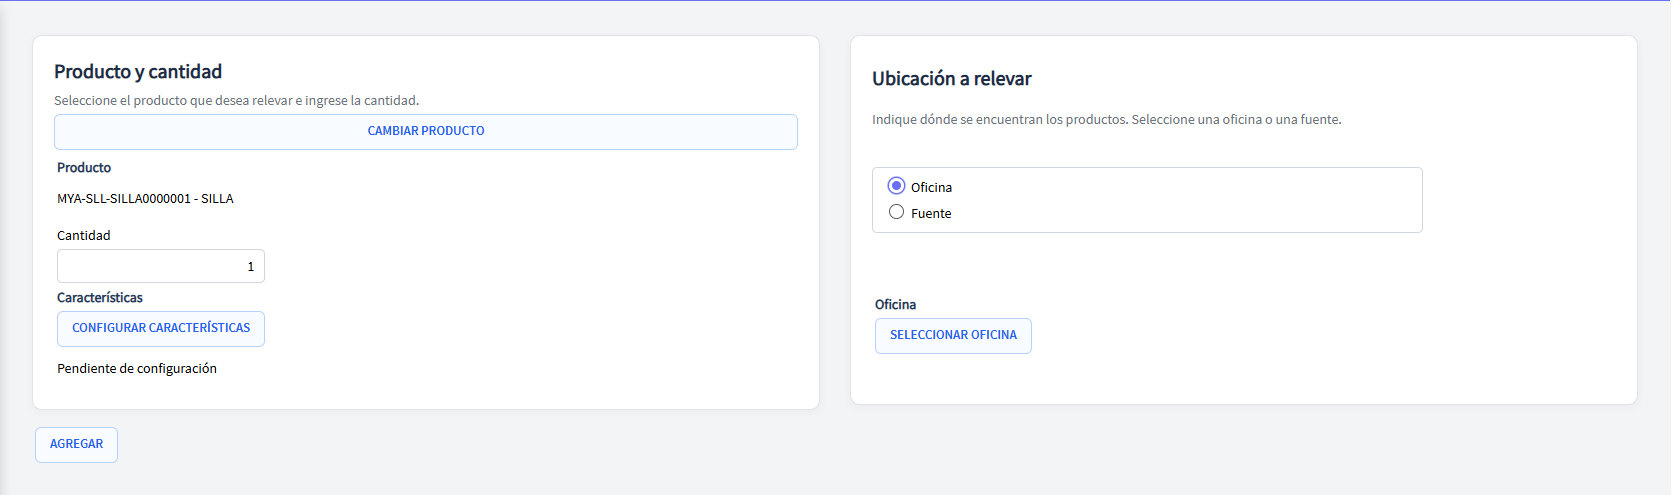 Producto y cantidad
Seleccione el producto que desea relevar e ingrese la cantidad.
CAMBIAR PRODUCTO
Producto
MYA-SLL-SILLA0000001 - SILLA
Cantidad
1
Características
CONFIGURAR CARACTERÍSTICAS
Pendiente de configuración
AGREGAR
Ubicación a relevar
Indique dónde se encuentran los productos. Seleccione una oficina o una fuente.
Oficina
Fuente
Oficina
SELECCIONAR OFICINA